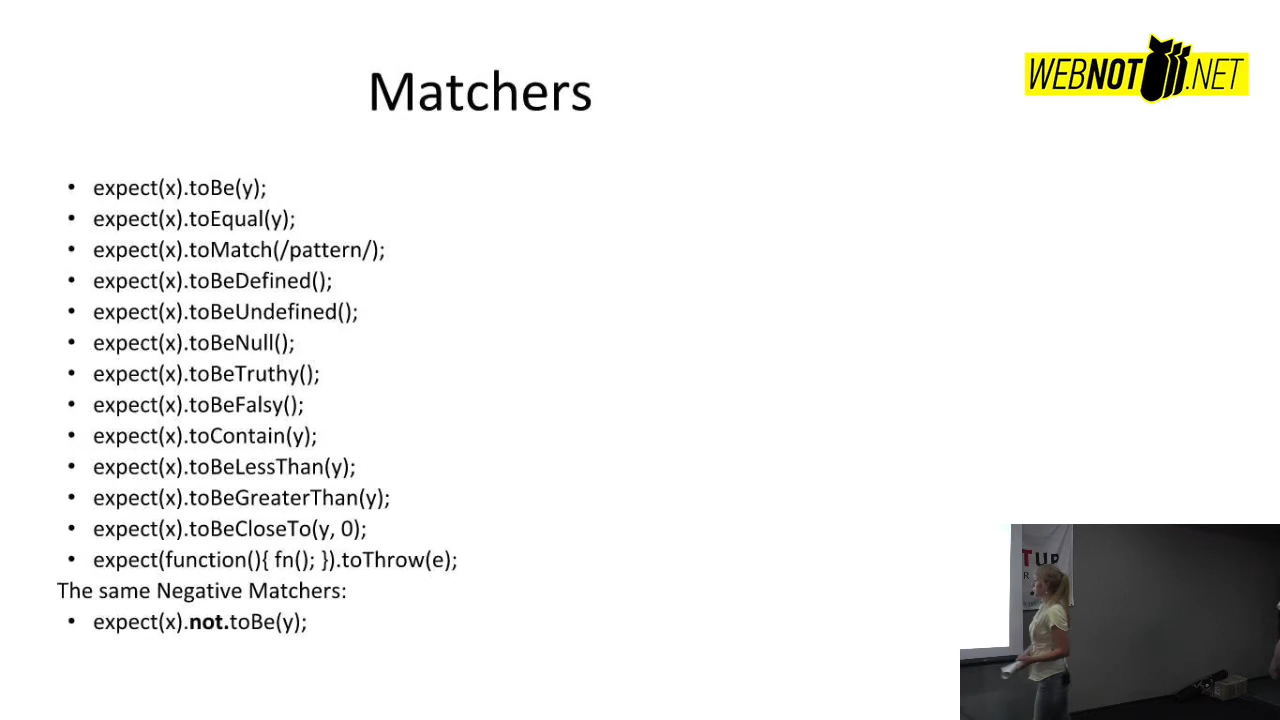 Matchers
WEBNOT.NET
• expect(x).toBe(y);
• expect(x).toEqual(y);
• expect(x).toMatch(/pattern/);
• expect(x).toBeDefined();
• expect(x).toBeUndefined();
• expect(x).toBeNull();
• expect(x).toBeTruthy();
• expect(x).toBeFalsy();
• expect(x).toContain(y);
• expect(x).toBeLessThan(y);
• expect(x).toBeGreaterThan(y);
• expect(x).toBeCloseTo(y, 0);
• expect(function(){ fn(); }).toThrow(e);
The same Negative Matchers:
• expect(x).not.toBe(y);